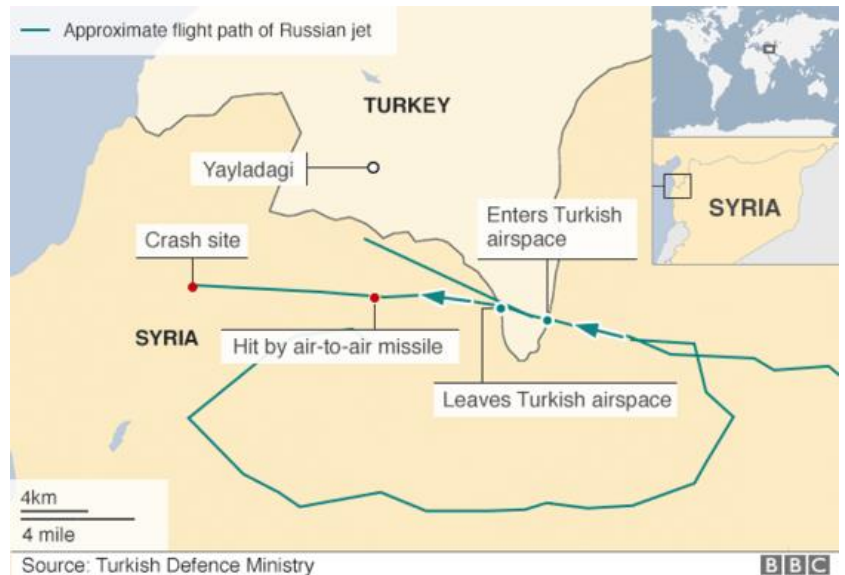 Approximate flight path of Russian jet
TURKEY
Yayladagi
Enters Turkish
airspace
SYRIA
Crash site
SYRIA
Hit by air-to-air missile
Leaves Turkish airspace
4km
4 mile
Source: Turkish Defence Ministry
BBC